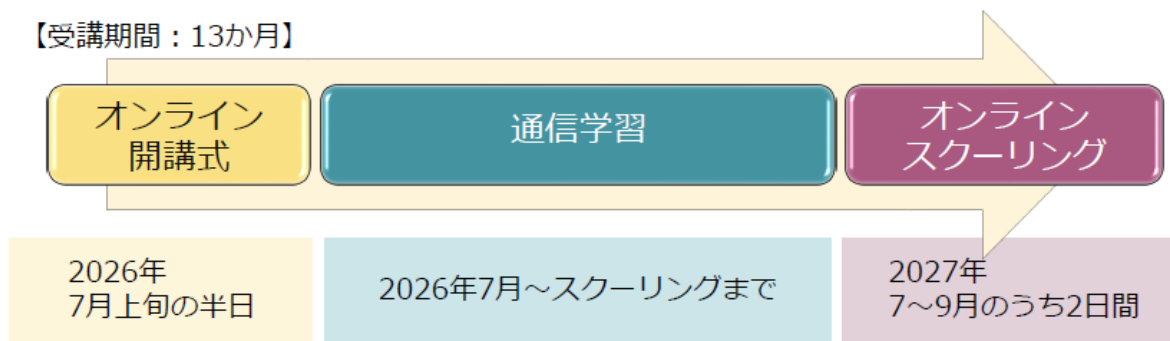 【受講期間：13か月】
オンライン
開講式
通信学習
オンライン
スクーリング
2026年
7月上旬の半日
2026年7月～スクーリングまで
2027年
7～9月のうち2日間